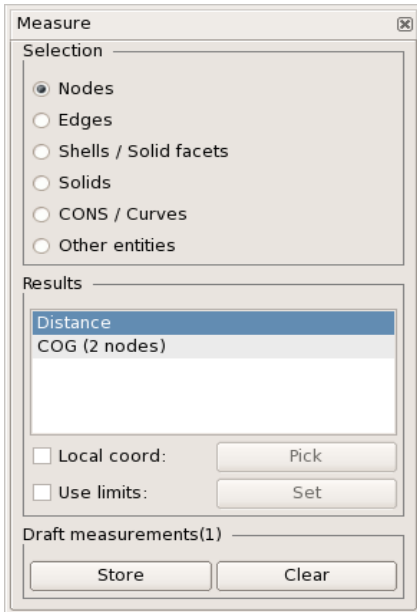 Measure
Selection
Nodes
Edges
Shells / Solid facets
Solids
CONS / Curves
Other entities
Results
Distance
COG (2 nodes)
Local coord: Pick
Use limits: Set
Draft measurements(1)
Store Clear